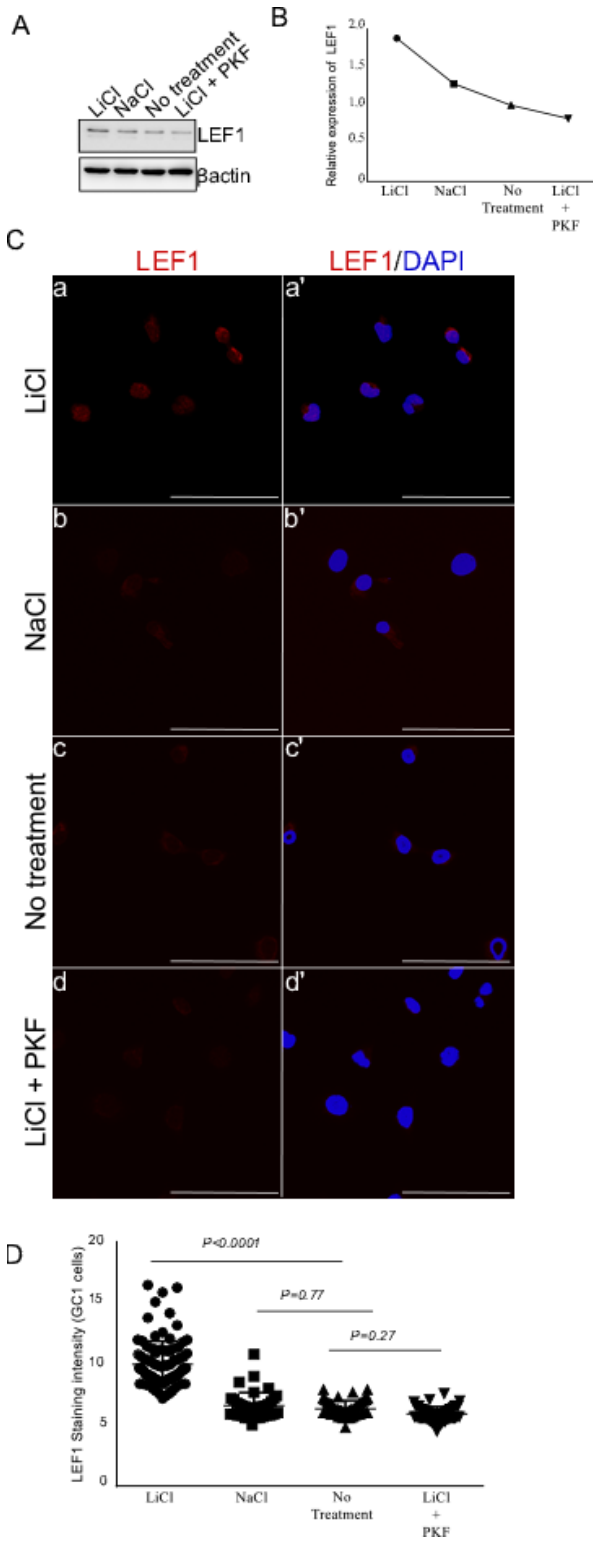 A
LiCl
NaCl
No treatment
LiCl + PKF
LEF1
βactin
B
Relative expression of LEF1
2.0
1.5
1.0
0.5
0
LiCl
NaCl
No
Treatment
LiCl
+
PKF
C
LEF1
LEF1/DAPI
LiCl
a
a'
NaCl
b
b'
No treatment
c
c'
LiCl + PKF
d
d'
D
LEF1 Staining intensity (GC1 cells)
20
15
10
5
0
P<0.0001
P=0.77
P=0.27
LiCl
NaCl
No
Treatment
LiCl
+
PKF